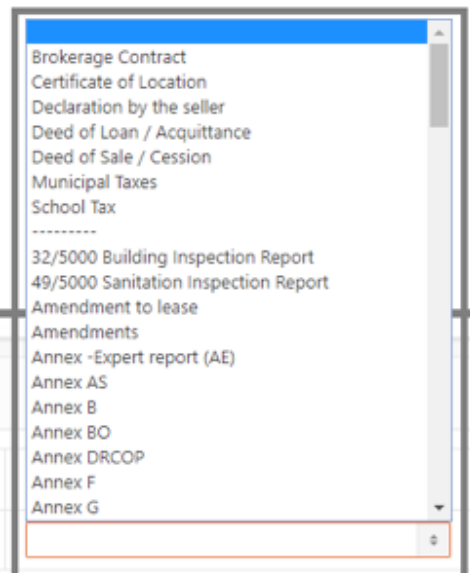 Brokerage Contract
Certificate of Location
Declaration by the seller
Deed of Loan / Acquittance
Deed of Sale / Cession
Municipal Taxes
School Tax
---------
32/5000 Building Inspection Report
49/5000 Sanitation Inspection Report
Amendment to lease
Amendments
Annex -Expert report (AE)
Annex AS
Annex B
Annex BO
Annex DRCOP
Annex F
Annex G